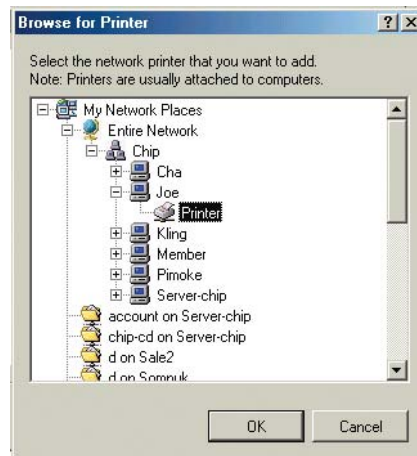 Browse for Printer
Select the network printer that you want to add.
Note: Printers are usually attached to computers.
My Network Places
Entire Network
Chip
Cha
Joe
Printer
Kling
Member
Pimoke
Server-chip
account on Server-chip
chip-cd on Server-chip
d on Sale2
d on Sompuk
OK
Cancel